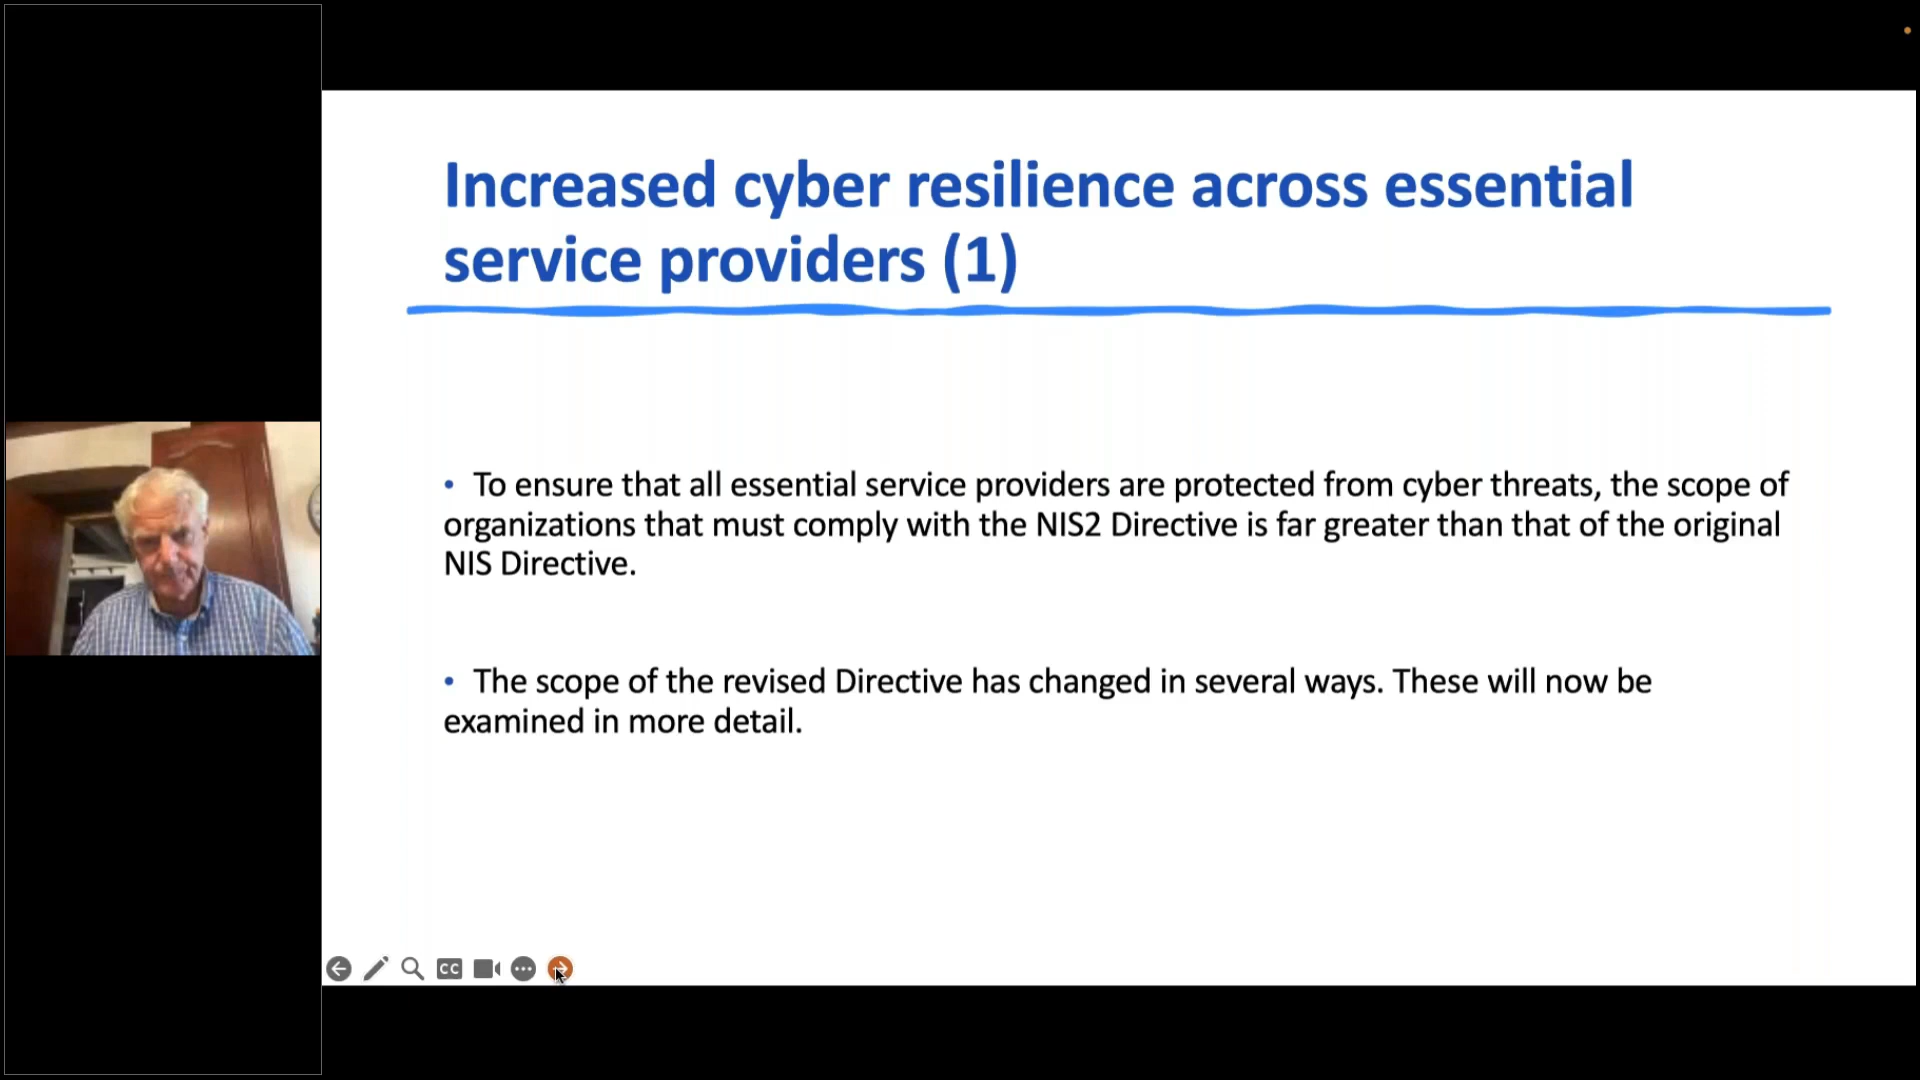 Increased cyber resilience across essential
service providers (1)
• To ensure that all essential service providers are protected from cyber threats, the scope of
organizations that must comply with the NIS2 Directive is far greater than that of the original
NIS Directive.
• The scope of the revised Directive has changed in several ways. These will now be
examined in more detail.
CC